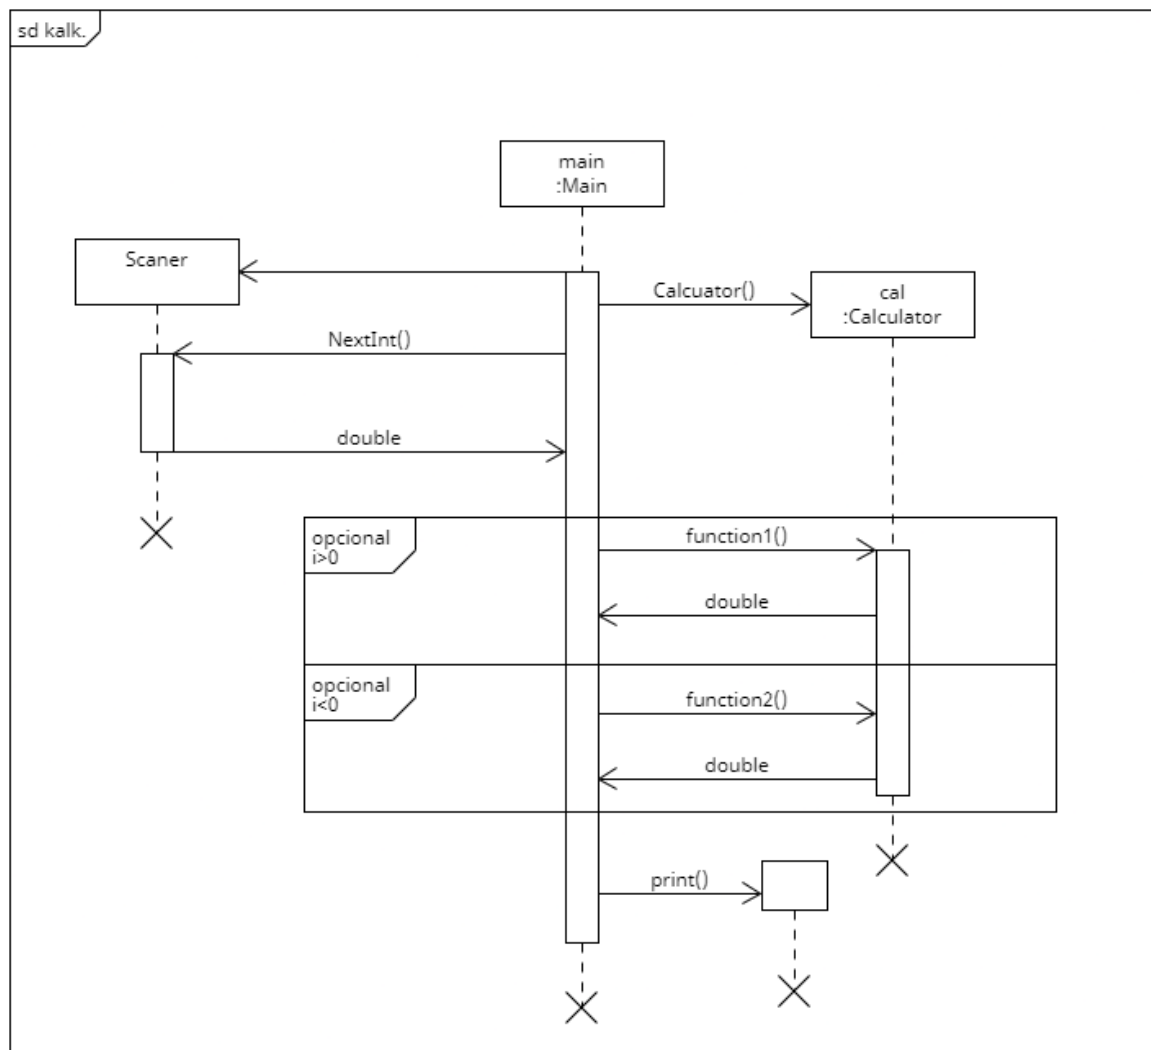 sd kalk.
main
:Main
Scaner
Calcuator()
cal
:Calculator
NextInt()
double
opcional
i>0
function1()
double
opcional
i<0
function2()
double
print()